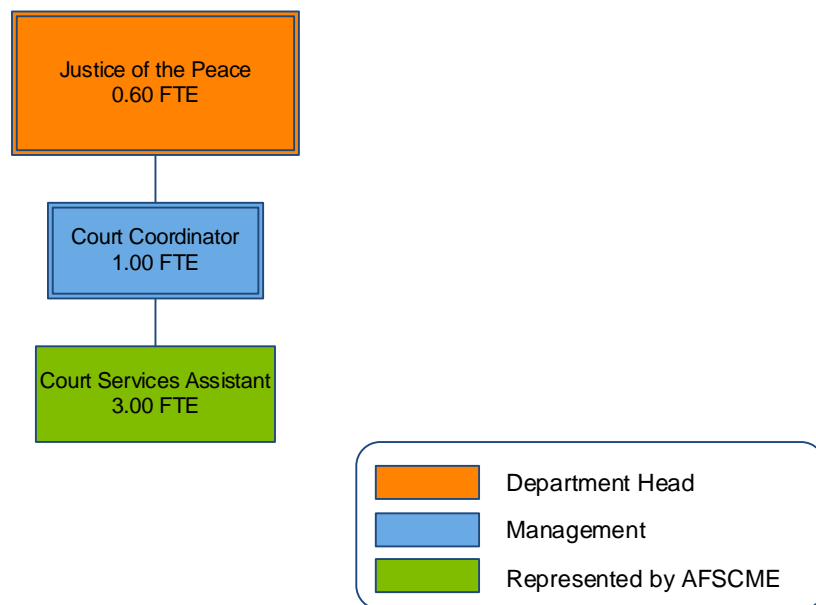 Justice of the Peace
0.60 FTE
Court Coordinator
1.00 FTE
Court Services Assistant
3.00 FTE
Department Head
Management
Represented by AFSCME